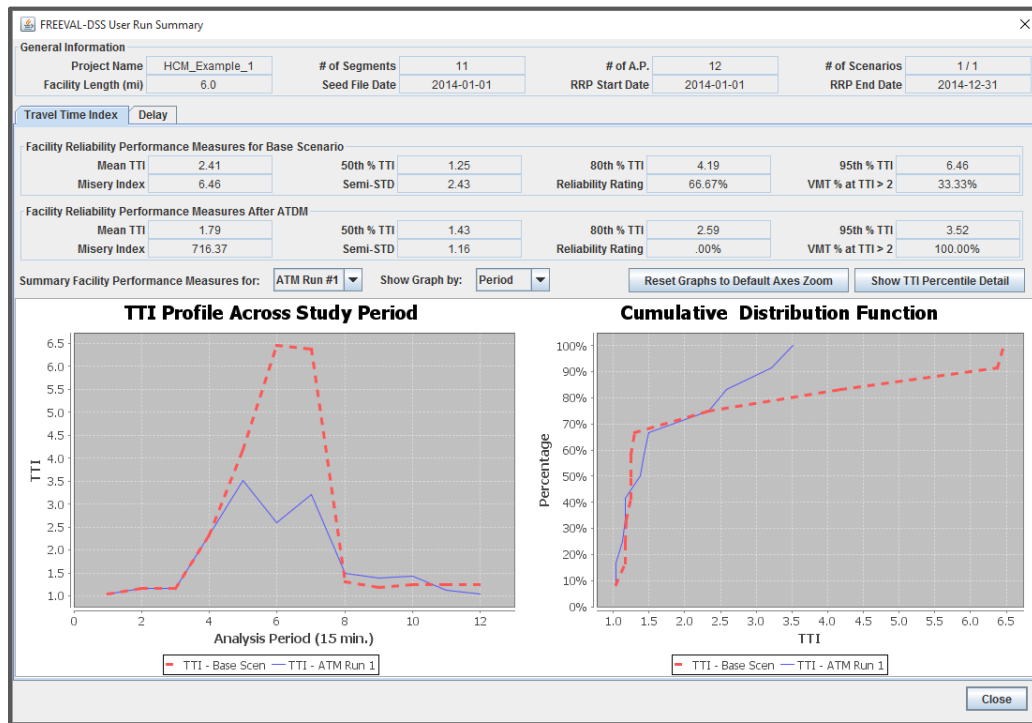 FREEVAL-DSS User Run Summary
General Information
Project Name HCM_Example_1 # of Segments 11 # of A.P. 12 # of Scenarios 1 / 1
Facility Length (mi) 6.0 Seed File Date 2014-01-01 RRP Start Date 2014-01-01 RRP End Date 2014-12-31
Travel Time Index Delay
Facility Reliability Performance Measures for Base Scenario
Mean TTI 2.41 50th % TTI 1.25 80th % TTI 4.19 95th % TTI 6.46
Misery Index 6.46 Semi-STD 2.43 Reliability Rating 66.67% VMT % at TTI > 2 33.33%
Facility Reliability Performance Measures After ATDM
Mean TTI 1.79 50th % TTI 1.43 80th % TTI 2.59 95th % TTI 3.52
Misery Index 716.37 Semi-STD 1.16 Reliability Rating .00% VMT % at TTI > 2 100.00%
Summary Facility Performance Measures for: ATM Run #1 Show Graph by: Period Reset Graphs to Default Axes Zoom Show TTI Percentile Detail
TTI Profile Across Study Period
6.5
6.0
5.5
5.0
4.5
4.0
3.5
3.0
2.5
2.0
1.5
1.0
TTI
0 2 4 6 8 10 12
Analysis Period (15 min.)
TTI - Base Scen TTI - ATM Run 1
Cumulative Distribution Function
100%
90%
80%
70%
60%
50%
40%
30%
20%
10%
0%
Percentage
1.0 1.5 2.0 2.5 3.0 3.5 4.0 4.5 5.0 5.5 6.0 6.5
TTI
TTI - Base Scen TTI - ATM Run 1
Close